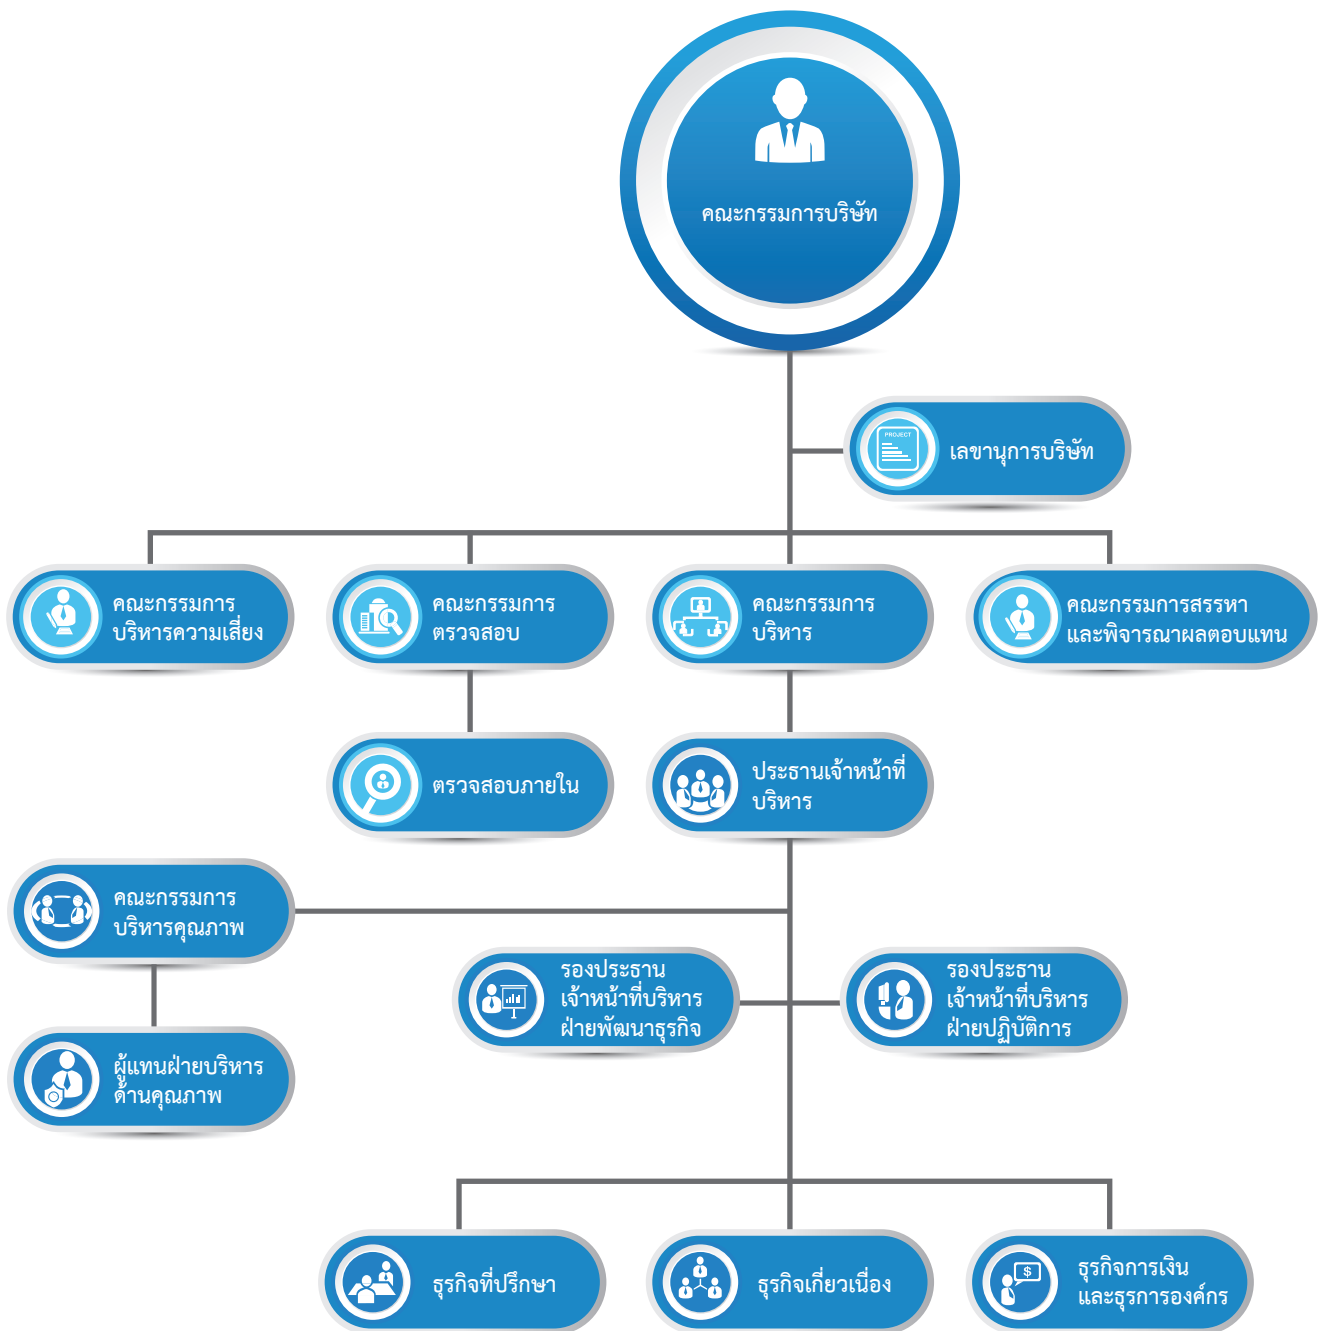 คณะกรรมการบริษัท
PROJECT
เลขานุการบริษัท
คณะกรรมการ
บริหารความเสี่ยง
คณะกรรมการ
ตรวจสอบ
คณะกรรมการ
บริหาร
คณะกรรมการสรรหา
และพิจารณาผลตอบแทน
ตรวจสอบภายใน
ประธานเจ้าหน้าที่
บริหาร
คณะกรรมการ
บริหารคุณภาพ
รองประธาน
เจ้าหน้าที่บริหาร
ฝ่ายพัฒนาธุรกิจ
รองประธาน
เจ้าหน้าที่บริหาร
ฝ่ายปฏิบัติการ
ผู้แทนฝ่ายบริหาร
ด้านคุณภาพ
ธุรกิจที่ปรึกษา
ธุรกิจเกี่ยวเนื่อง
$
ธุรกิจการเงิน
และธุรการองค์กร